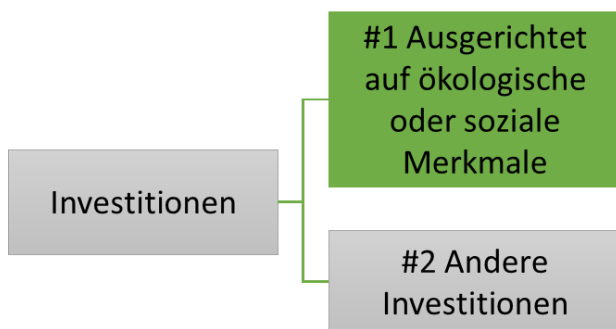 Investitionen
#1 Ausgerichtet
auf ökologische
oder soziale
Merkmale
#2 Andere
Investitionen